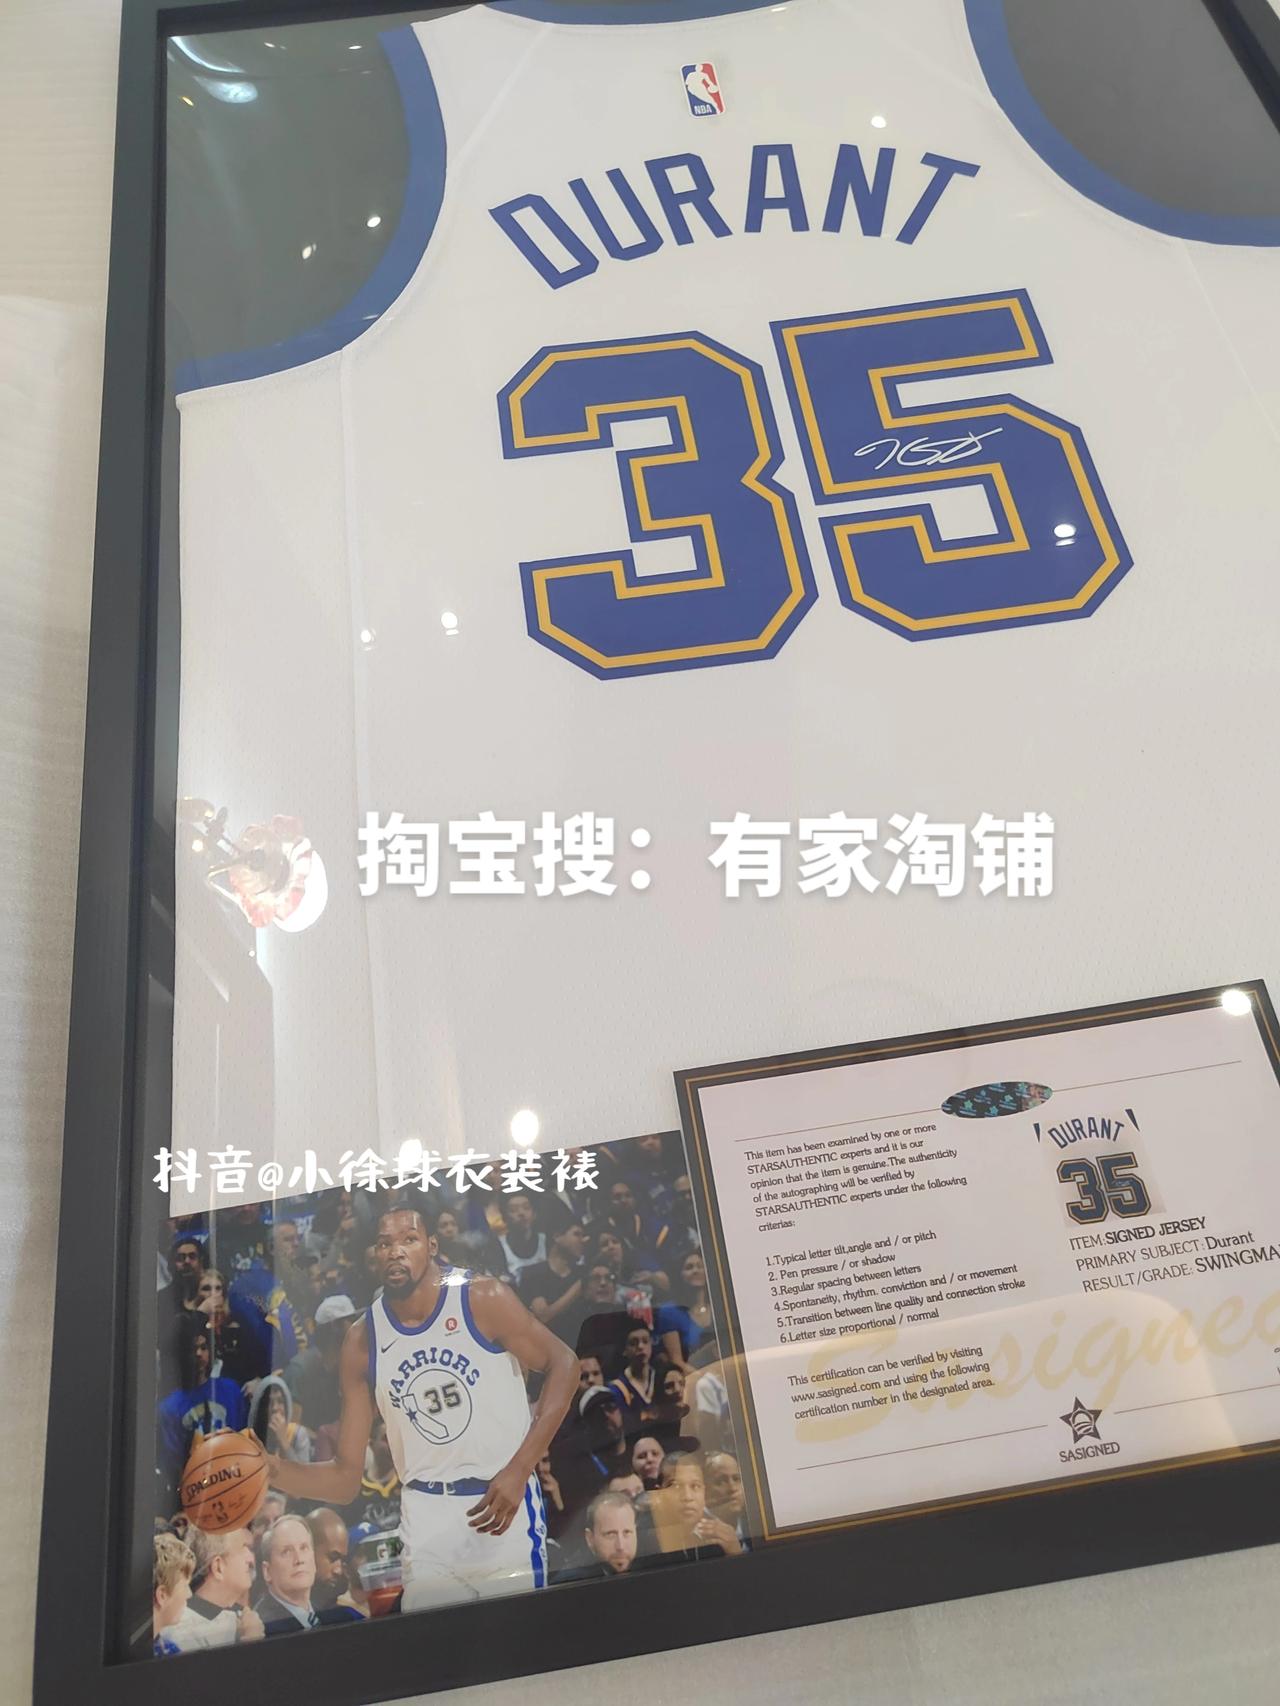 NBA
DURANT
35
掏宝搜：有家淘铺
抖音@小徐球衣装裱
This item has been examined by one or more
STARSAUTHENTIC experts and it is our
opinion that the item is genuine.The authenticity
of the autographing will be verified by
STARSAUTHENTIC experts under the following
criterias:
1.Typical letter tilt,angle and / or pitch
2. Pen pressure / or shadow
3.Regular spacing between letters
4.Spontaneity, rhythm. conviction and / or movement
5.Transition between line quality and connection stroke
6.Letter size proportional / normal
This certification can be verified by visiting
www.sasigned.com and using the following
certification number in the designated area.
DURANT
35
ITEM:SIGNED JERSEY
PRIMARY SUBJECT: Durant
RESULT/GRADE: SWINGMA
Sasigned
SASIGNED
WARRIORS
35
SPALDING